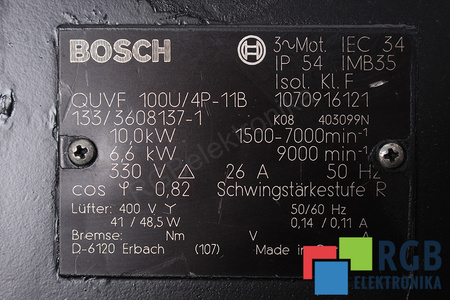 BOSCH 3~Mot. IEC 34
IP 54 IMB35
Isol. Kl. F
QUVF 100U/4P-11B 1070916121
133/3608137-1 K08 403099N
10,0kW 1500-7000min⁻¹
6,6 kW 9000 min⁻¹
330 V △ 26 A 50 Hz
cos φ = 0,82 Schwingstärkestufe R
Lüfter: 400 V Y 50/60 Hz
41 / 48,5 W 0,14 / 0,11 A
Bremse: Nm V A
D-6120 Erbach (107) Made in
RGB
ELEKTRONIKA